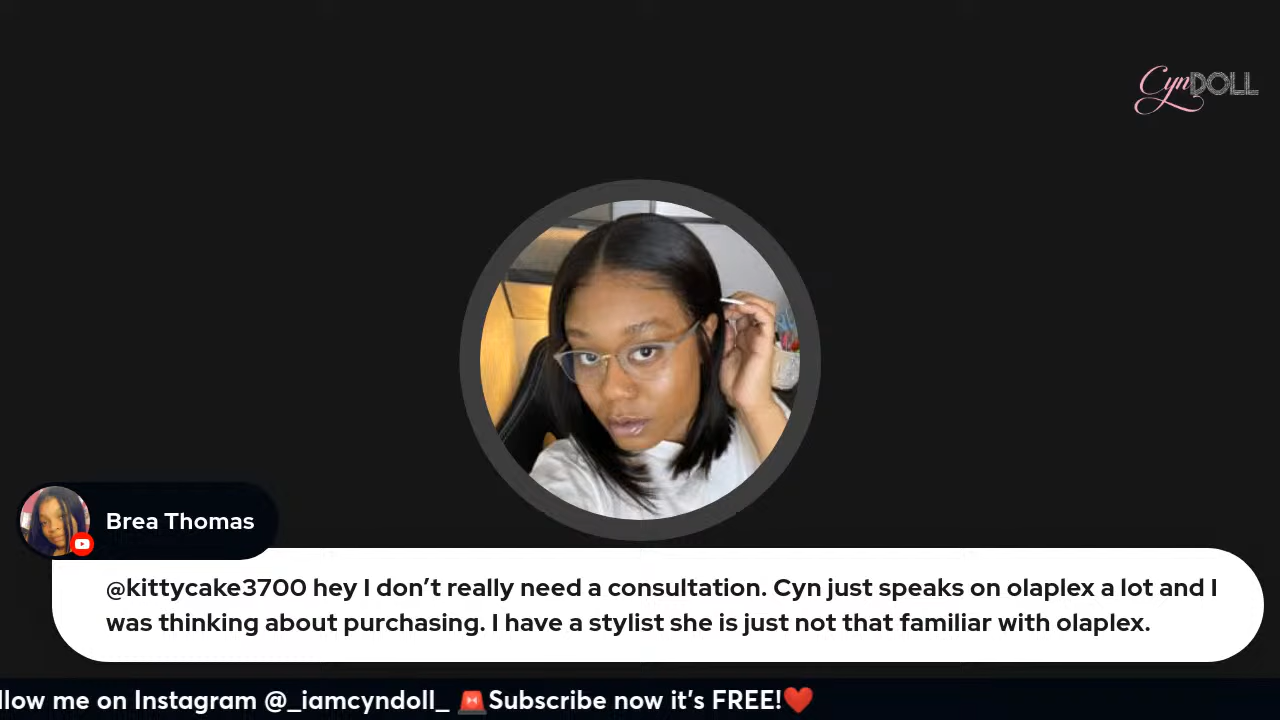 CynDOLL
Brea Thomas
@kittycake3700 hey I don’t really need a consultation. Cyn just speaks on olaplex a lot and I
was thinking about purchasing. I have a stylist she is just not that familiar with olaplex.
llow me on Instagram @_iamcyndoll_ 🚨Subscribe now it’s FREE!❤️